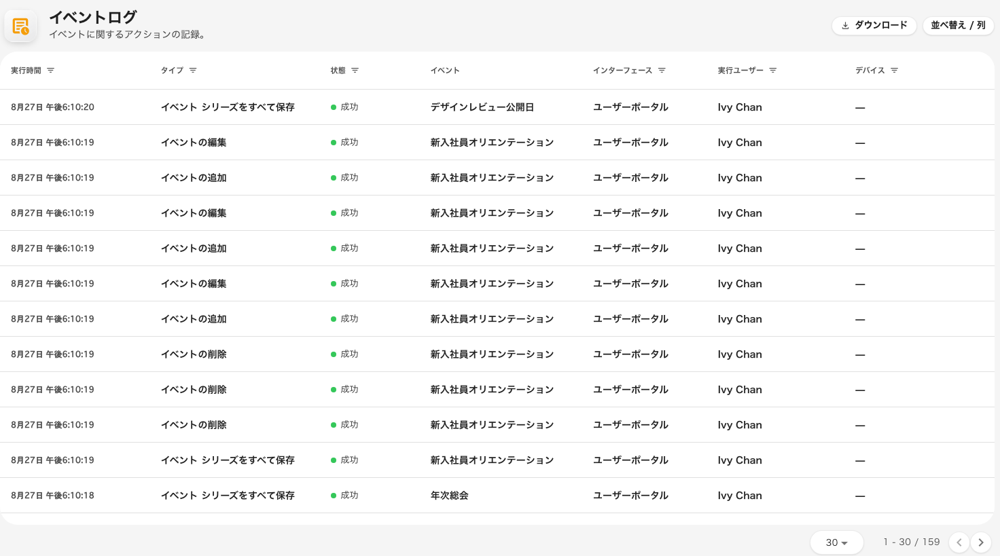 イベントログ
イベントに関するアクションの記録。
ダウンロード
並べ替え / 列
実行時間 タイプ 状態 イベント インターフェース 実行ユーザー デバイス
8月27日 午後6:10:20 イベント シリーズをすべて保存 成功 デザインレビュー公開日 ユーザーポータル Ivy Chan —
8月27日 午後6:10:19 イベントの編集 成功 新入社員オリエンテーション ユーザーポータル Ivy Chan —
8月27日 午後6:10:19 イベントの追加 成功 新入社員オリエンテーション ユーザーポータル Ivy Chan —
8月27日 午後6:10:19 イベントの編集 成功 新入社員オリエンテーション ユーザーポータル Ivy Chan —
8月27日 午後6:10:19 イベントの追加 成功 新入社員オリエンテーション ユーザーポータル Ivy Chan —
8月27日 午後6:10:19 イベントの編集 成功 新入社員オリエンテーション ユーザーポータル Ivy Chan —
8月27日 午後6:10:19 イベントの追加 成功 新入社員オリエンテーション ユーザーポータル Ivy Chan —
8月27日 午後6:10:19 イベントの削除 成功 新入社員オリエンテーション ユーザーポータル Ivy Chan —
8月27日 午後6:10:19 イベントの削除 成功 新入社員オリエンテーション ユーザーポータル Ivy Chan —
8月27日 午後6:10:19 イベントの削除 成功 新入社員オリエンテーション ユーザーポータル Ivy Chan —
8月27日 午後6:10:19 イベント シリーズをすべて保存 成功 新入社員オリエンテーション ユーザーポータル Ivy Chan —
8月27日 午後6:10:18 イベント シリーズをすべて保存 成功 年次総会 ユーザーポータル Ivy Chan —
30 1 - 30 / 159